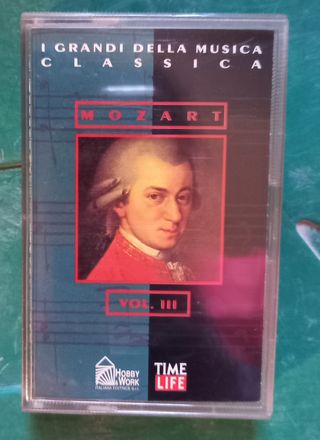 I GRANDI DELLA MUSICA
CLASSICA
MOZART
VOL. III
HOBBY
& WORK
ITALIANA EDITRICE S.r.l.
TIME
LIFE